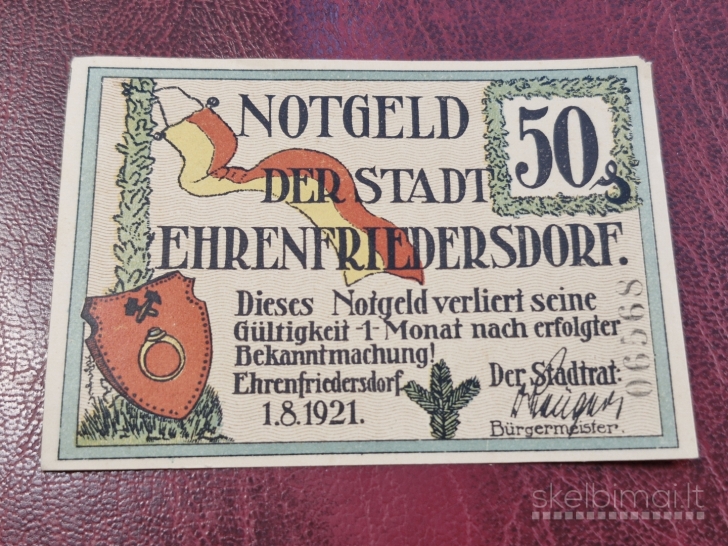 NOTGELD
50 ₰
DER STADT
EHRENFRIEDERSDORF.
Dieses Notgeld verliert seine
Gültigkeit -1- Monat nach erfolgter
Bekanntmachung!
Ehrenfriedersdorf,
1.8.1921.
Der Stadtrat:
Bürgermeister.
06568
skelbimai.lt